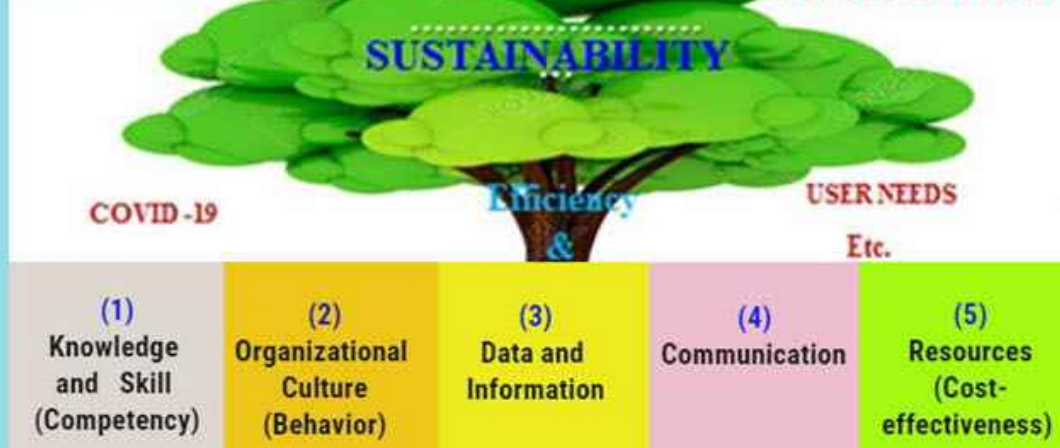 SUSTAINABILITY
Efficiency
COVID -19
USER NEEDS
&
Etc.
(1)
Knowledge
and Skill
(Competency)
(2)
Organizational
Culture
(Behavior)
(3)
Data and
Information
(4)
Communication
(5)
Resources
(Cost-
effectiveness)